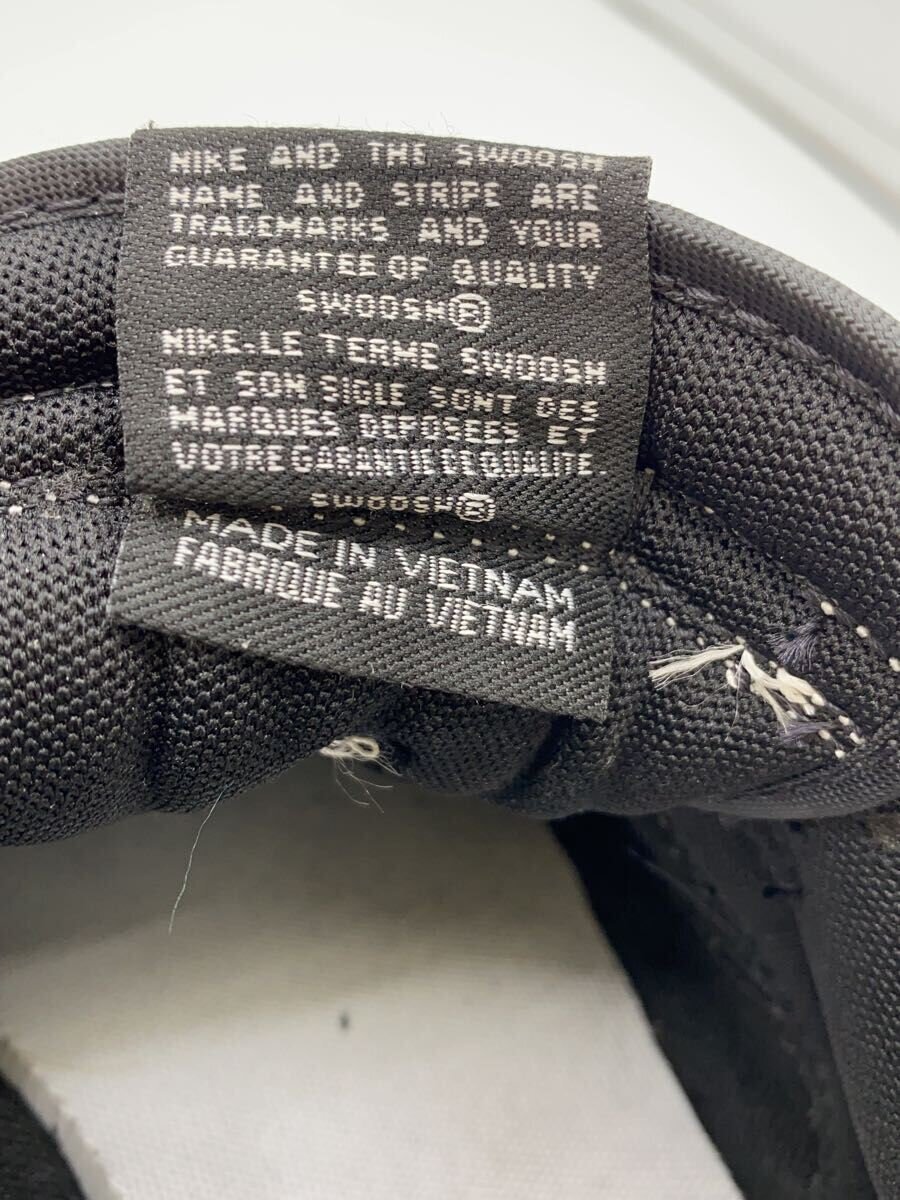 NIKE AND THE SWOOSH
NAME AND STRIPE ARE
TRADEMARKS AND YOUR
GUARANTEE OF QUALITY
SWOOSH®
NIKE.LE TERME SWOOSH
ET SON SIGLE SONT DES
MARQUES DEPOSEES ET
VOTRE GARANTIE DE QUALITE.
SWOOSH®
MADE IN VIETNAM
FABRIQUE AU VIETNAM